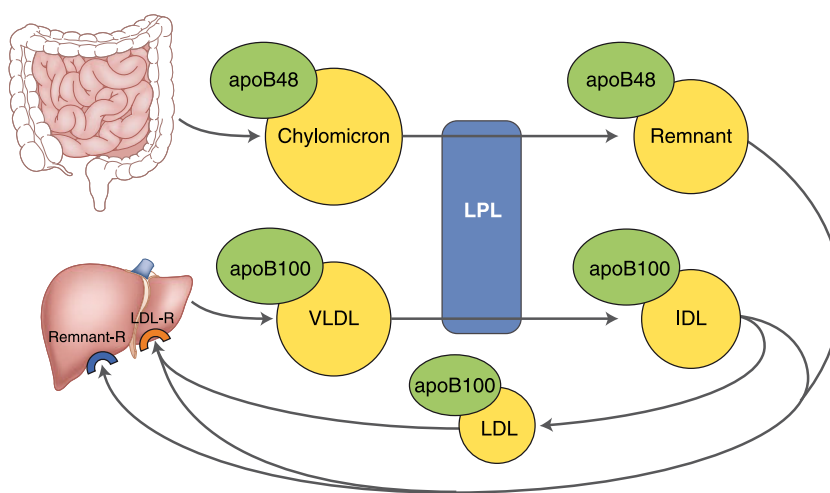 apoB48
apoB48
Chylomicron
Remnant
LPL
apoB100
apoB100
LDL-R
VLDL
IDL
Remnant-R
apoB100
LDL